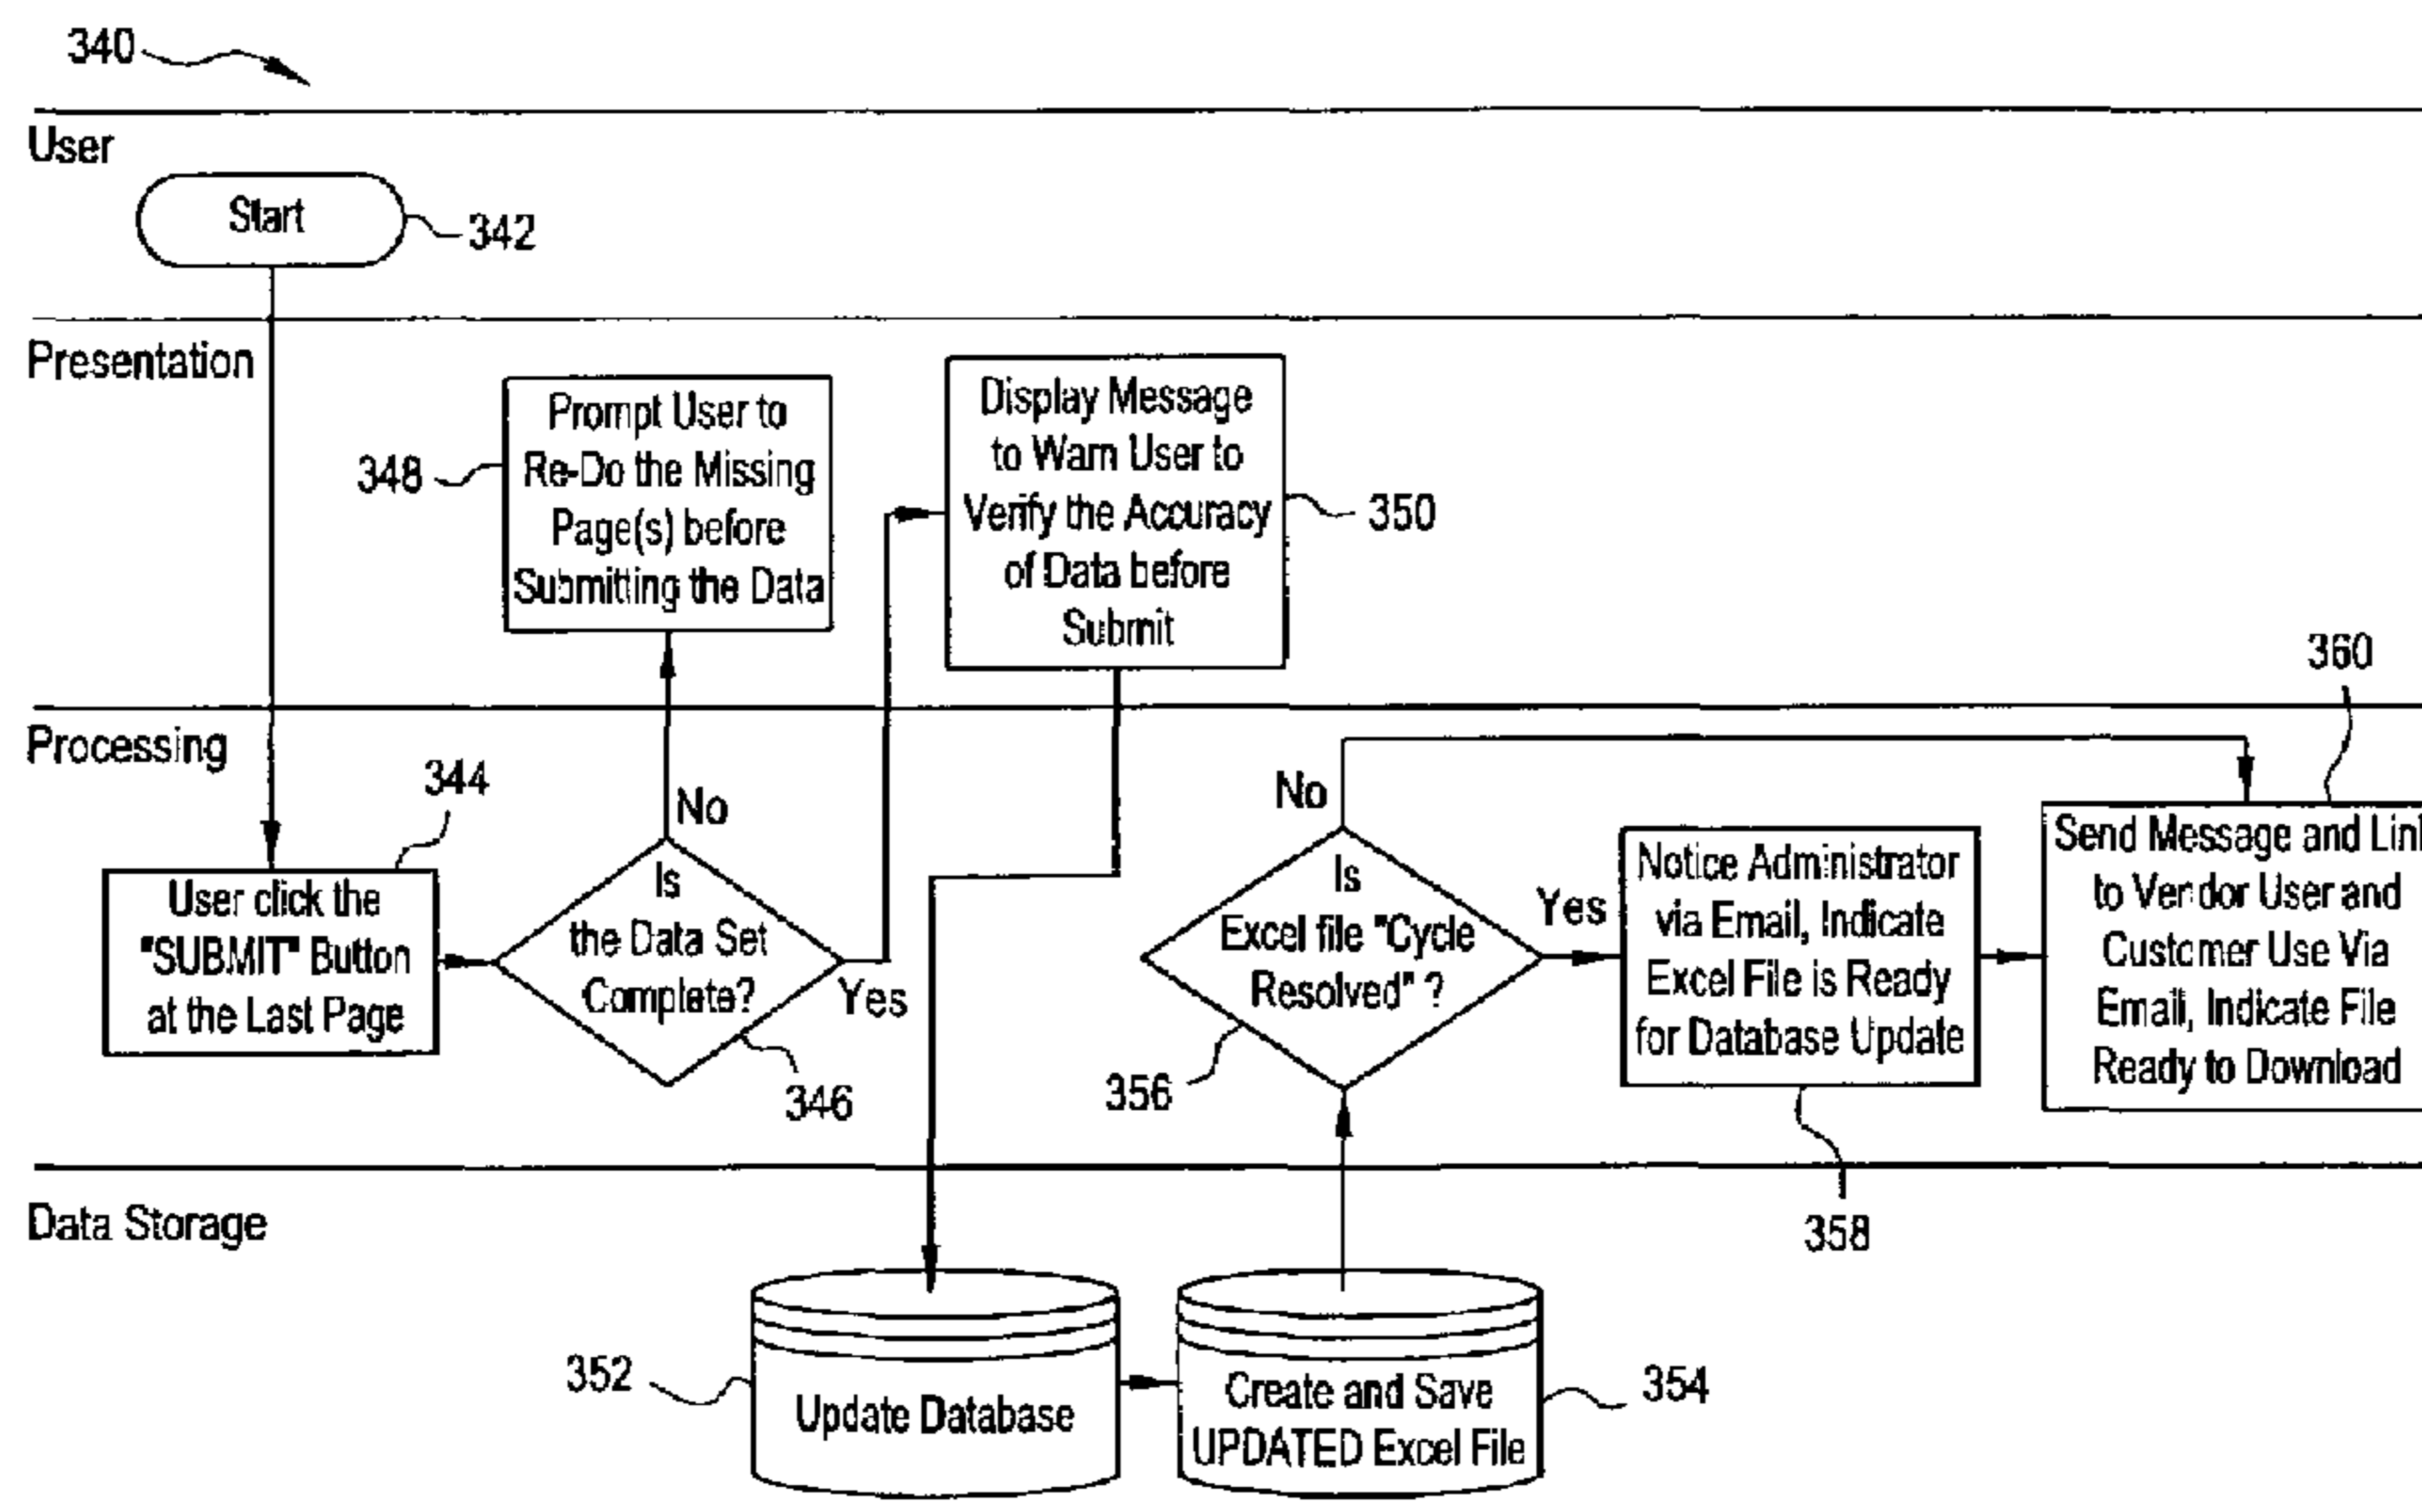 340
User
Start
342
Presentation
348
Prompt User to
Re-Do the Missing
Page(s) before
Submitting the Data
Display Message
to Warn User to
Verify the Accuracy
of Data before
Submit
350
Processing
344
User click the
"SUBMIT" Button
at the Last Page
No
Is
the Data Set
Complete?
Yes
346
No
Is
Excel file "Cycle
Resolved" ?
356
Yes
Notice Administrator
via Email, Indicate
Excel File is Ready
for Database Update
358
360
Send Message and Link
to Vendor User and
Customer Use Via
Email, Indicate File
Ready to Download
Data Storage
352
Update Database
Create and Save
UPDATED Excel File
354